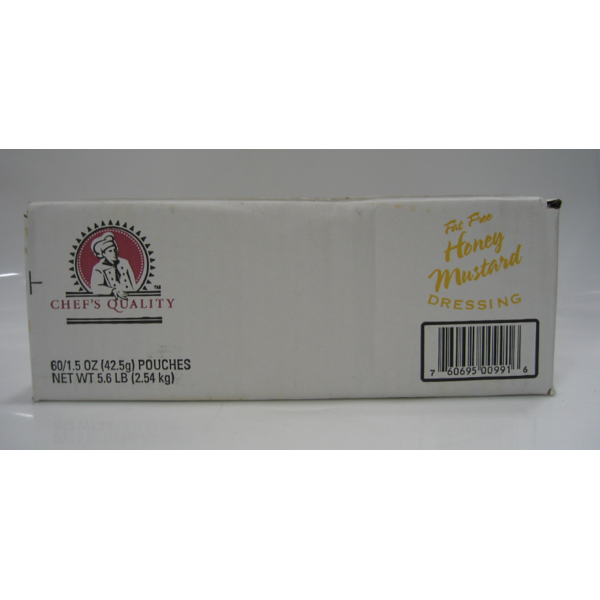 TM
CHEF'S QUALITY
60/1.5 OZ (42.5g) POUCHES
NET WT 5.6 LB (2.54 kg)
Fat Free
Honey
Mustard
DRESSING
7 60695 00991 6